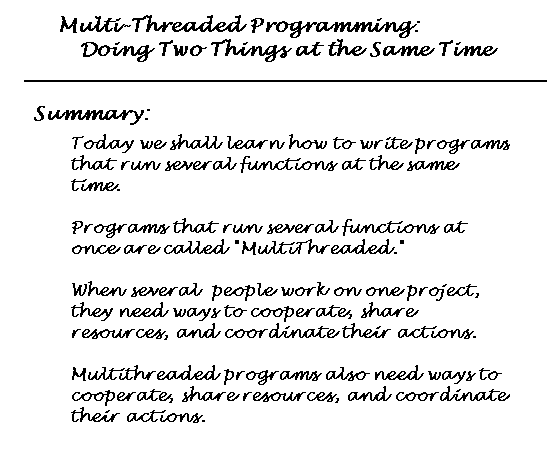 Multi-Threaded Programming:
Doing Two Things at the Same Time
Summary:
Today we shall learn how to write programs
that run several functions at the same
time.
Programs that run several functions at
once are called "MultiThreaded."
When several people work on one project,
they need ways to cooperate, share
resources, and coordinate their actions.
Multithreaded programs also need ways to
cooperate, share resources, and coordinate
their actions.